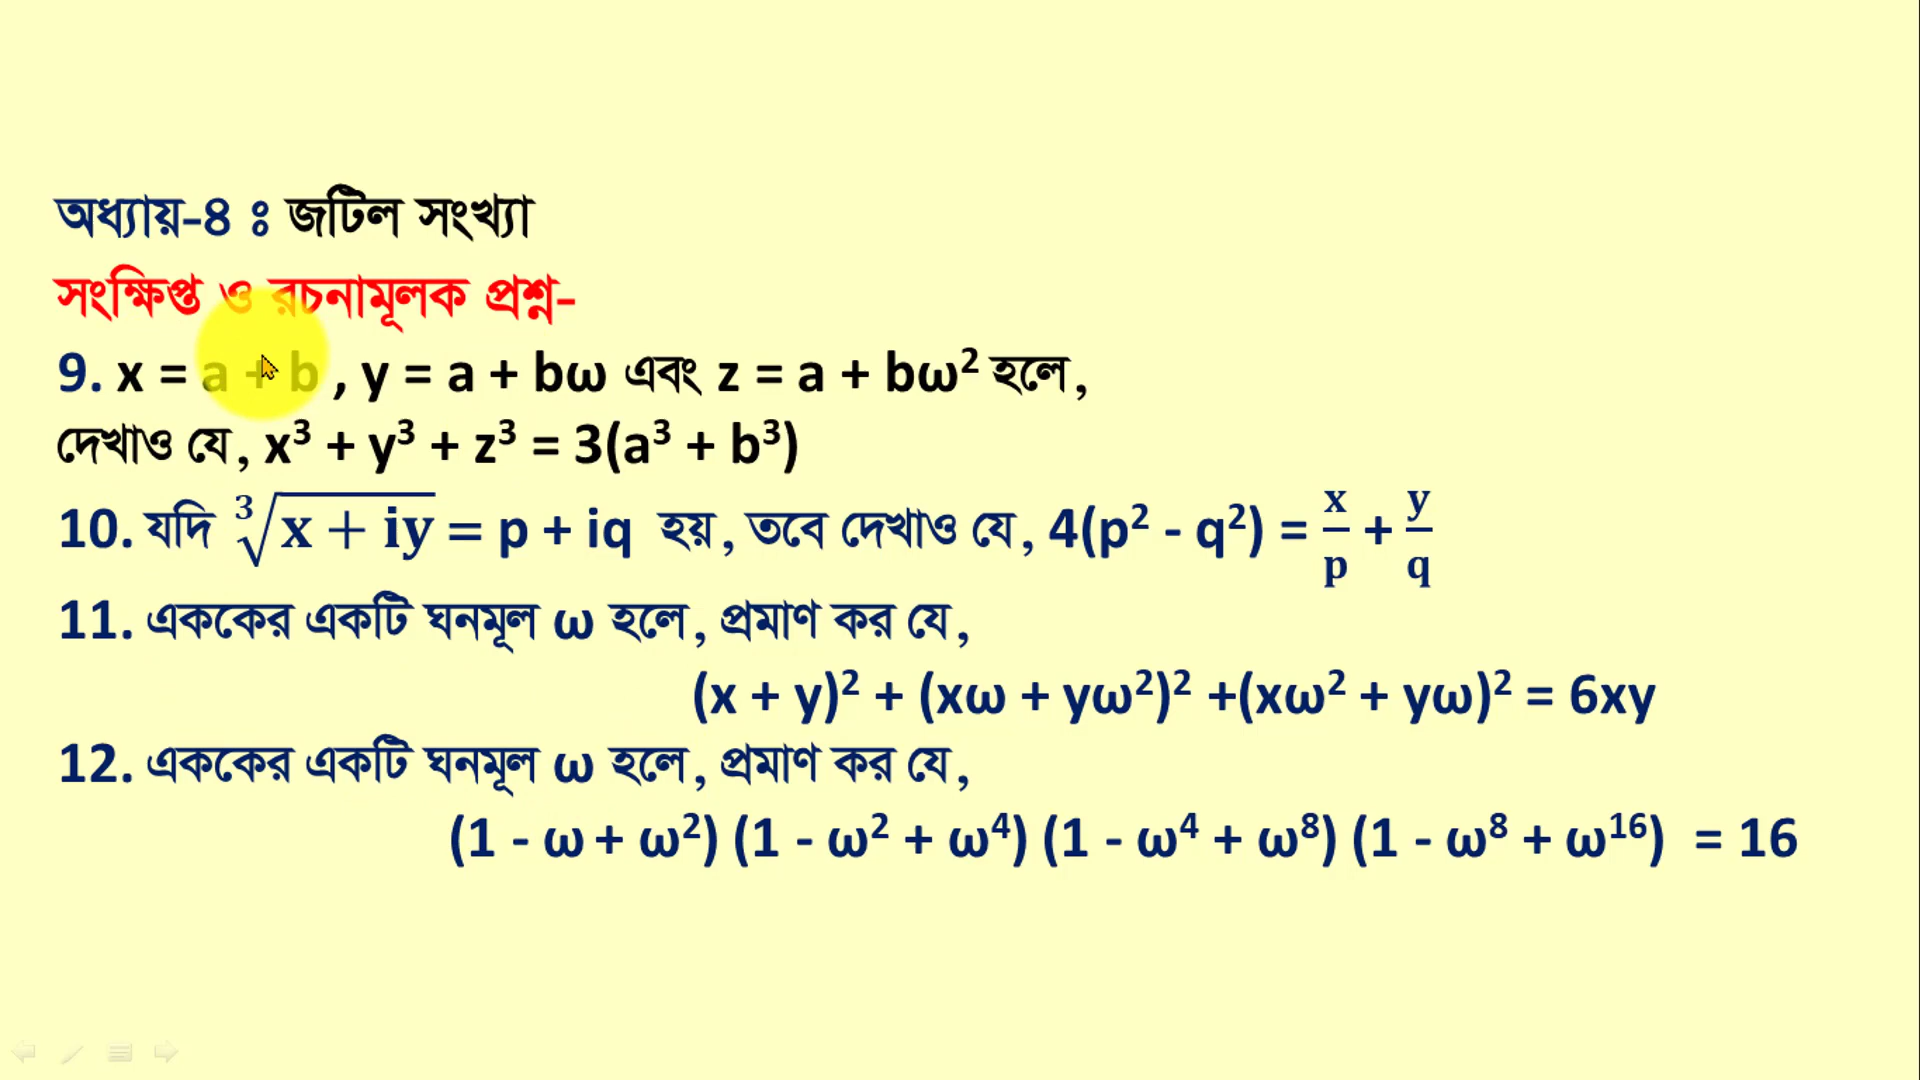 অধ্যায়-৪ ঃ জটিল সংখ্যা
সংক্ষিপ্ত ও রচনামূলক প্রশ্ন-
9. x = a + b , y = a + bω এবং z = a + bω² হলে,
দেখাও যে, x³ + y³ + z³ = 3(a³ + b³)
10. যদি ∛(x + iy) = p + iq হয়, তবে দেখাও যে, 4(p² - q²) = x/p + y/q
11. এককের একটি ঘনমূল ω হলে, প্রমাণ কর যে,
(x + y)² + (xω + yω²)² +(xω² + yω)² = 6xy
12. এককের একটি ঘনমূল ω হলে, প্রমাণ কর যে,
(1 - ω + ω²) (1 - ω² + ω⁴) (1 - ω⁴ + ω⁸) (1 - ω⁸ + ω¹⁶) = 16